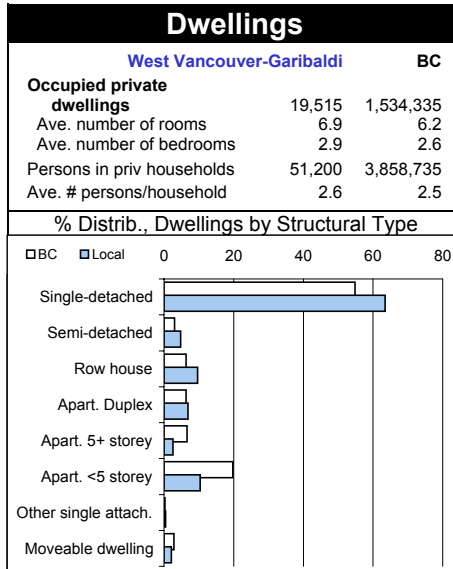 Dwellings
West Vancouver-Garibaldi BC
Occupied private
dwellings 19,515 1,534,335
Ave. number of rooms 6.9 6.2
Ave. number of bedrooms 2.9 2.6
Persons in priv households 51,200 3,858,735
Ave. # persons/household 2.6 2.5
% Distrib., Dwellings by Structural Type
BC Local 0 20 40 60 80
Single-detached
Semi-detached
Row house
Apart. Duplex
Apart. 5+ storey
Apart. <5 storey
Other single attach.
Moveable dwelling